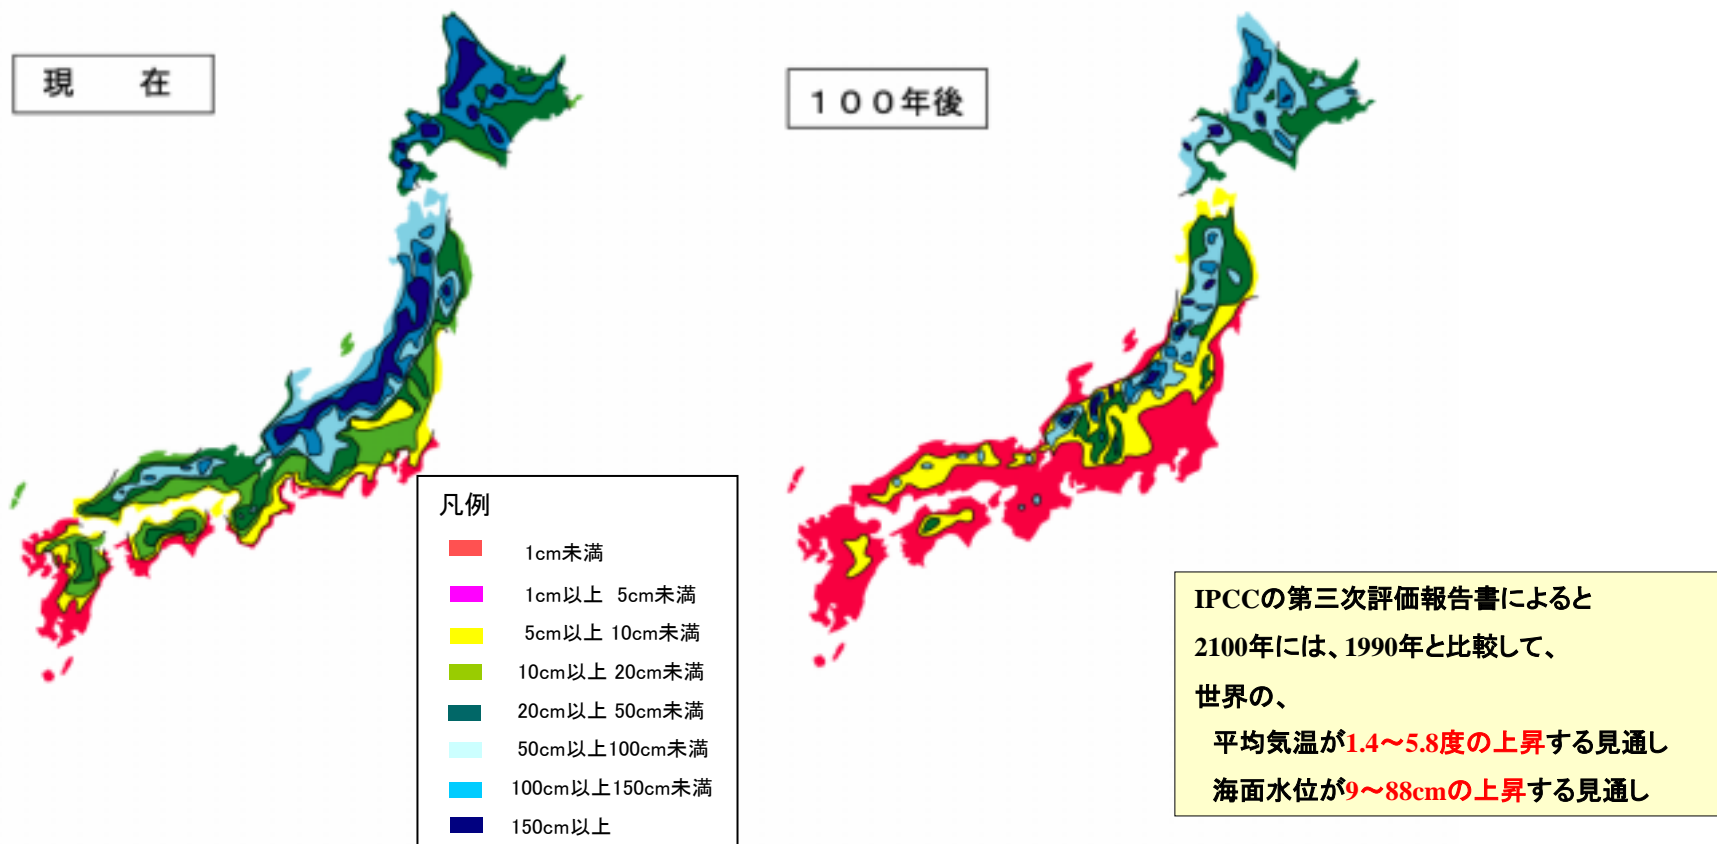 現　　在
１００年後
凡例
1cm未満
1cm以上 5cm未満
5cm以上 10cm未満
10cm以上 20cm未満
20cm以上 50cm未満
50cm以上100cm未満
100cm以上150cm未満
150cm以上
IPCCの第三次評価報告書によると
2100年には、1990年と比較して、
世界の、
平均気温が1.4～5.8度の上昇する見通し
海面水位が9～88cmの上昇する見通し